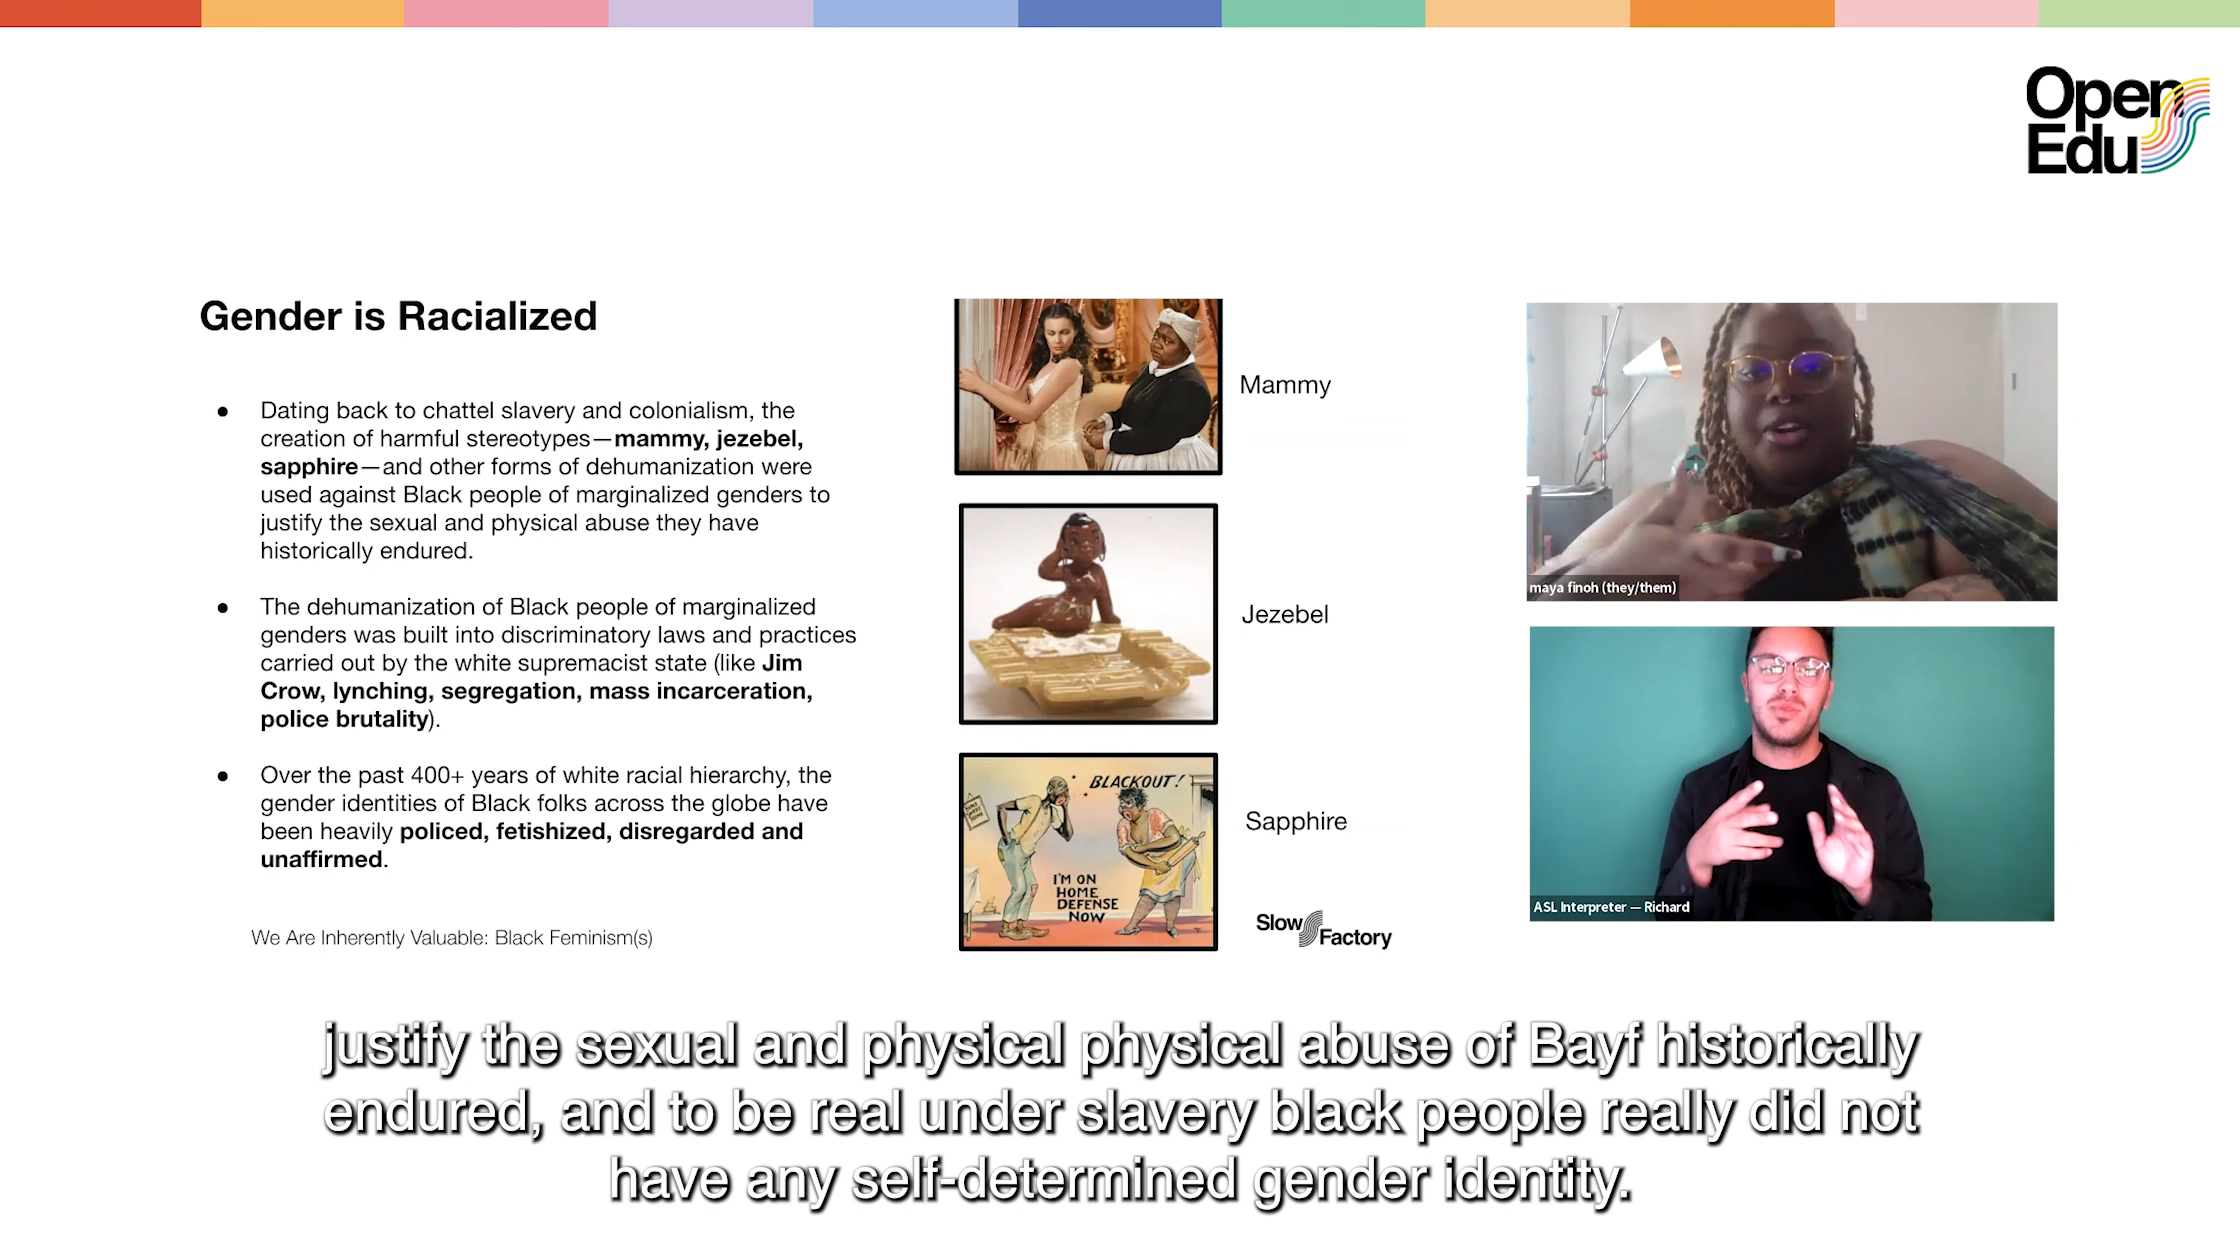 Open
Edu
Gender is Racialized
● Dating back to chattel slavery and colonialism, the
creation of harmful stereotypes—mammy, jezebel,
sapphire—and other forms of dehumanization were
used against Black people of marginalized genders to
justify the sexual and physical abuse they have
historically endured.
● The dehumanization of Black people of marginalized
genders was built into discriminatory laws and practices
carried out by the white supremacist state (like Jim
Crow, lynching, segregation, mass incarceration,
police brutality).
● Over the past 400+ years of white racial hierarchy, the
gender identities of Black folks across the globe have
been heavily policed, fetishized, disregarded and
unaffirmed.
We Are Inherently Valuable: Black Feminism(s)
Mammy
Jezebel
BLACKOUT!
I'M ON
HOME
DEFENSE
NOW
Sapphire
Slow
Factory
maya finoh (they/them)
ASL Interpreter — Richard
justify the sexual and physical physical abuse of Bayf historically
endured, and to be real under slavery black people really did not
have any self-determined gender identity.